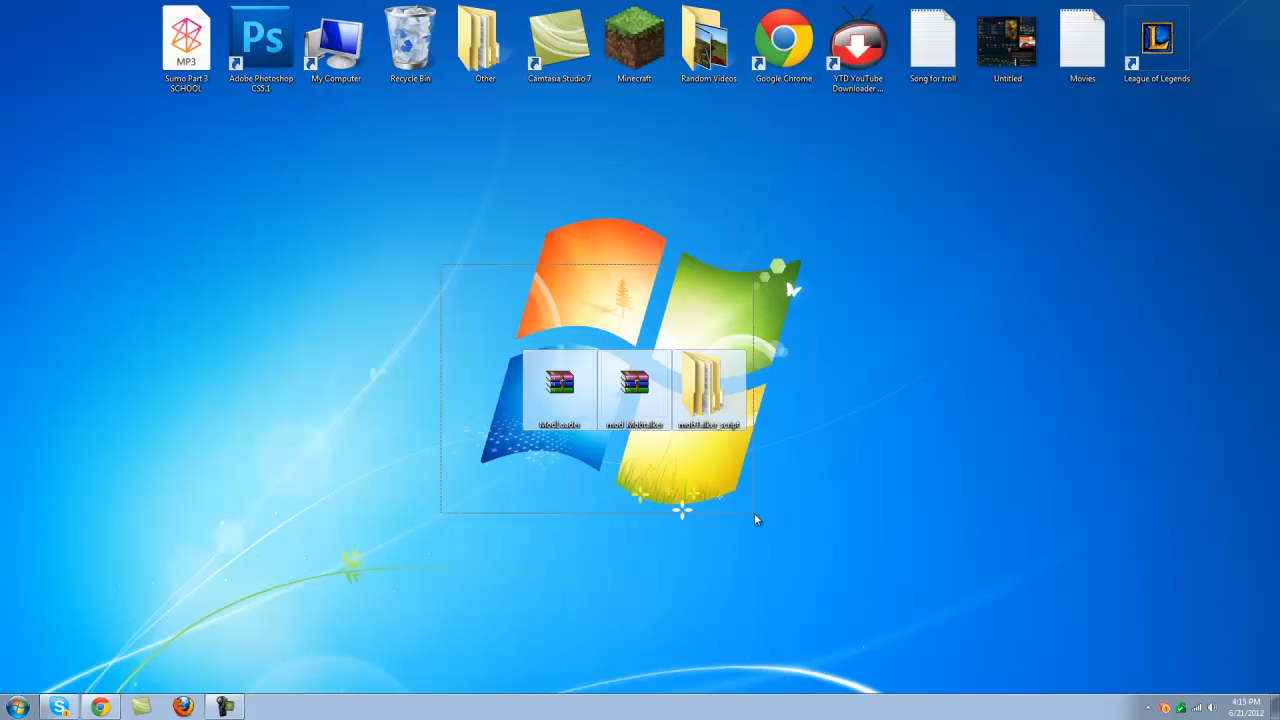 MP3
Ps
L
Sumo Part 3
SCHOOL
Adobe Photoshop
CS5.1
My Computer
Recycle Bin
Other
Camtasia Studio 7
Minecraft
Random Videos
Google Chrome
YTD YouTube
Downloader ...
Song for troll
Untitled
Movies
League of Legends
ModLoader
mod_Mobtalker
mobTalker_script
4:15 PM
6/21/2012